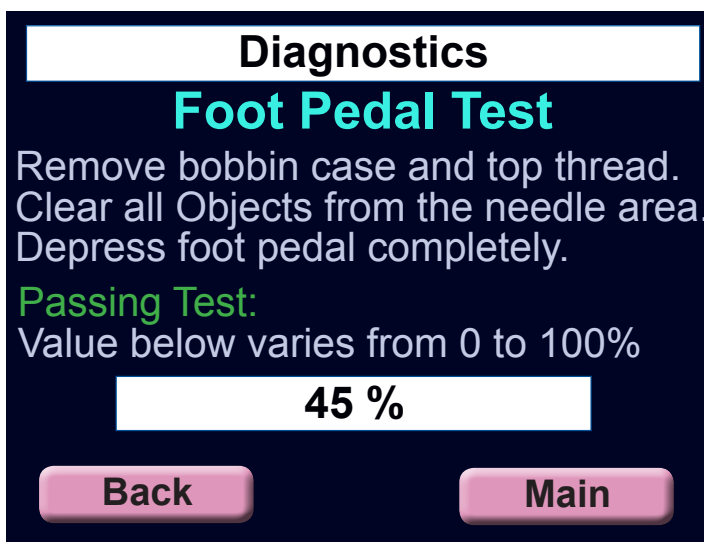 Diagnostics
Foot Pedal Test
Remove bobbin case and top thread.
Clear all Objects from the needle area.
Depress foot pedal completely.
Passing Test:
Value below varies from 0 to 100%
45 %
Back
Main